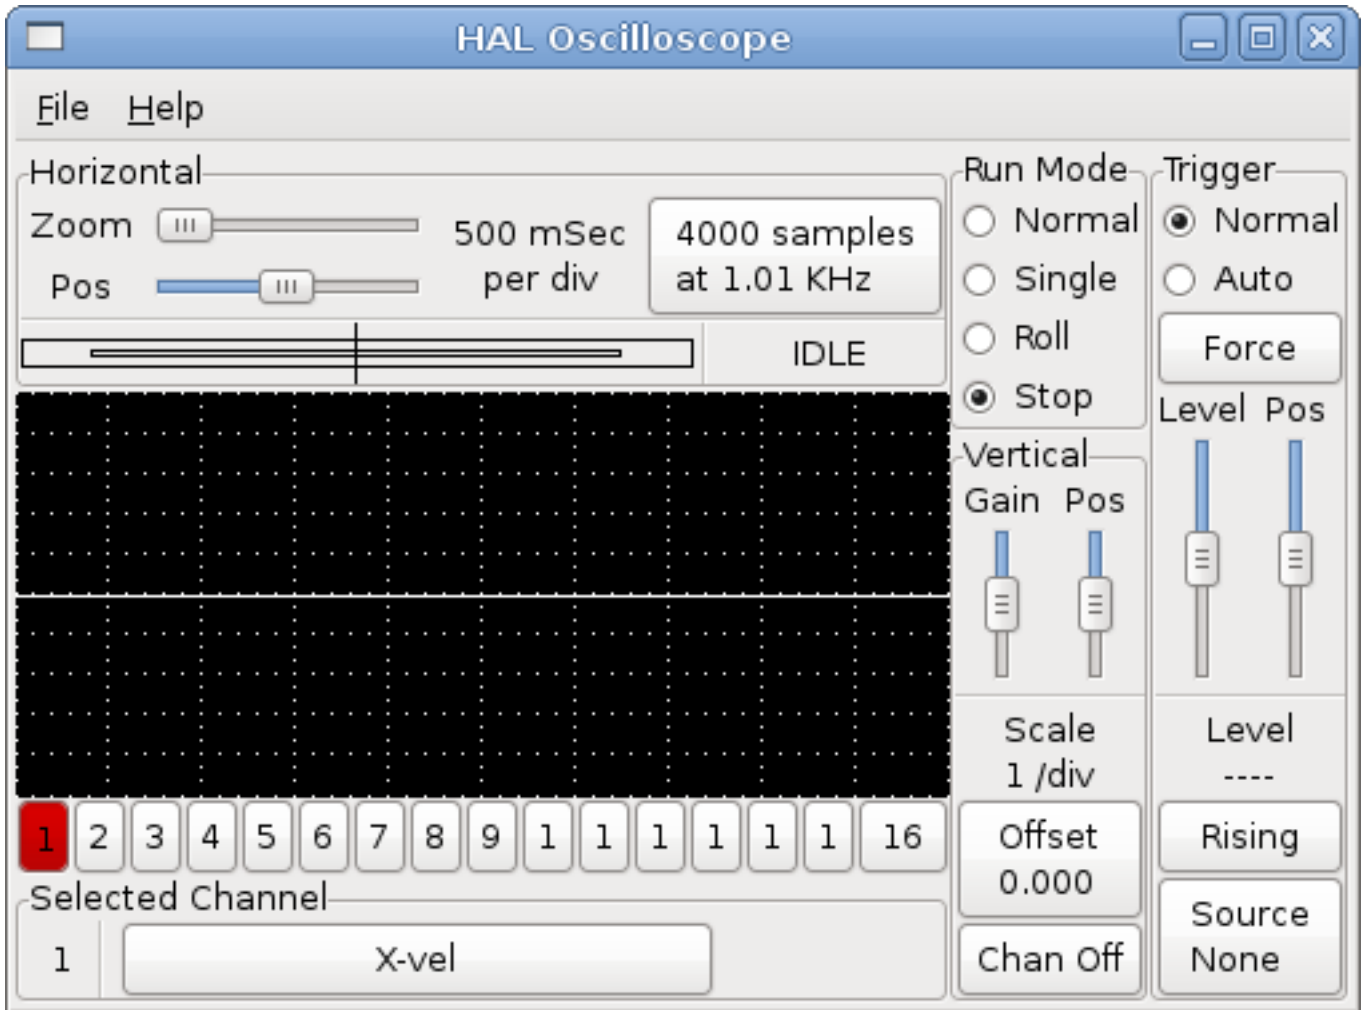 HAL Oscilloscope
File Help
Horizontal
Zoom
Pos
500 mSec
per div
4000 samples
at 1.01 KHz
IDLE
Run Mode
Normal
Single
Roll
Stop
Trigger
Normal
Auto
Force
Level Pos
Vertical
Gain Pos
Scale
1 /div
Offset
0.000
Chan Off
Level
----
Rising
Source
None
1 2 3 4 5 6 7 8 9 1 1 1 1 1 1 16
Selected Channel
1 X-vel